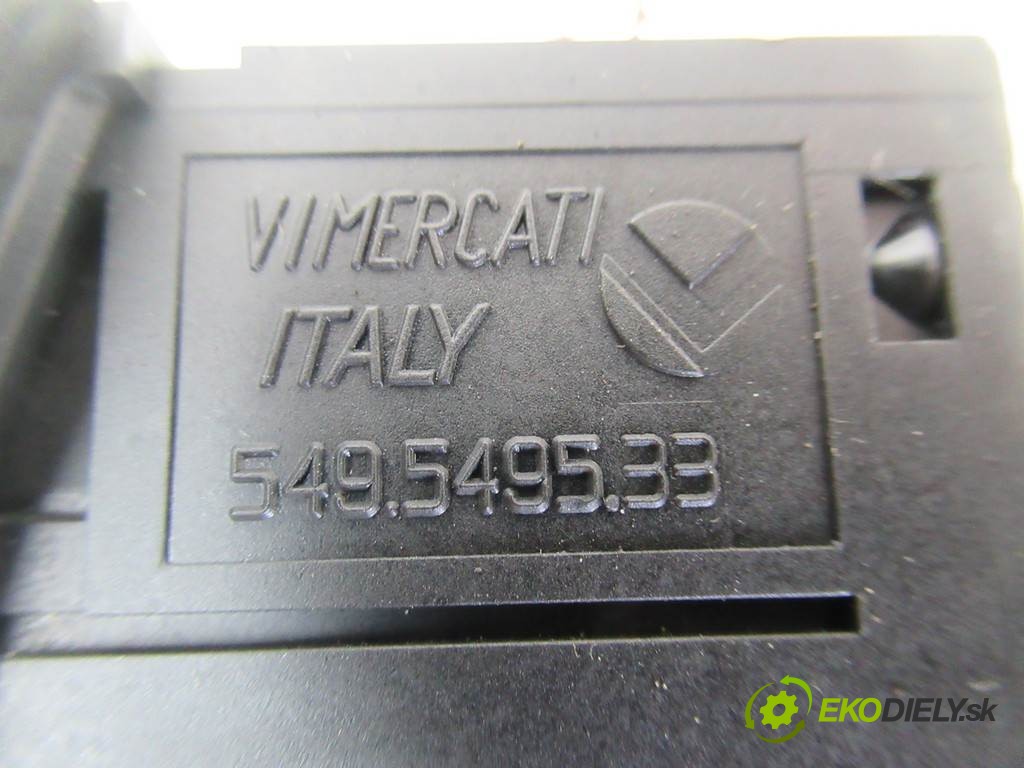 VIMERCATI
ITALY
549.5495.33
EKODIELY.sk